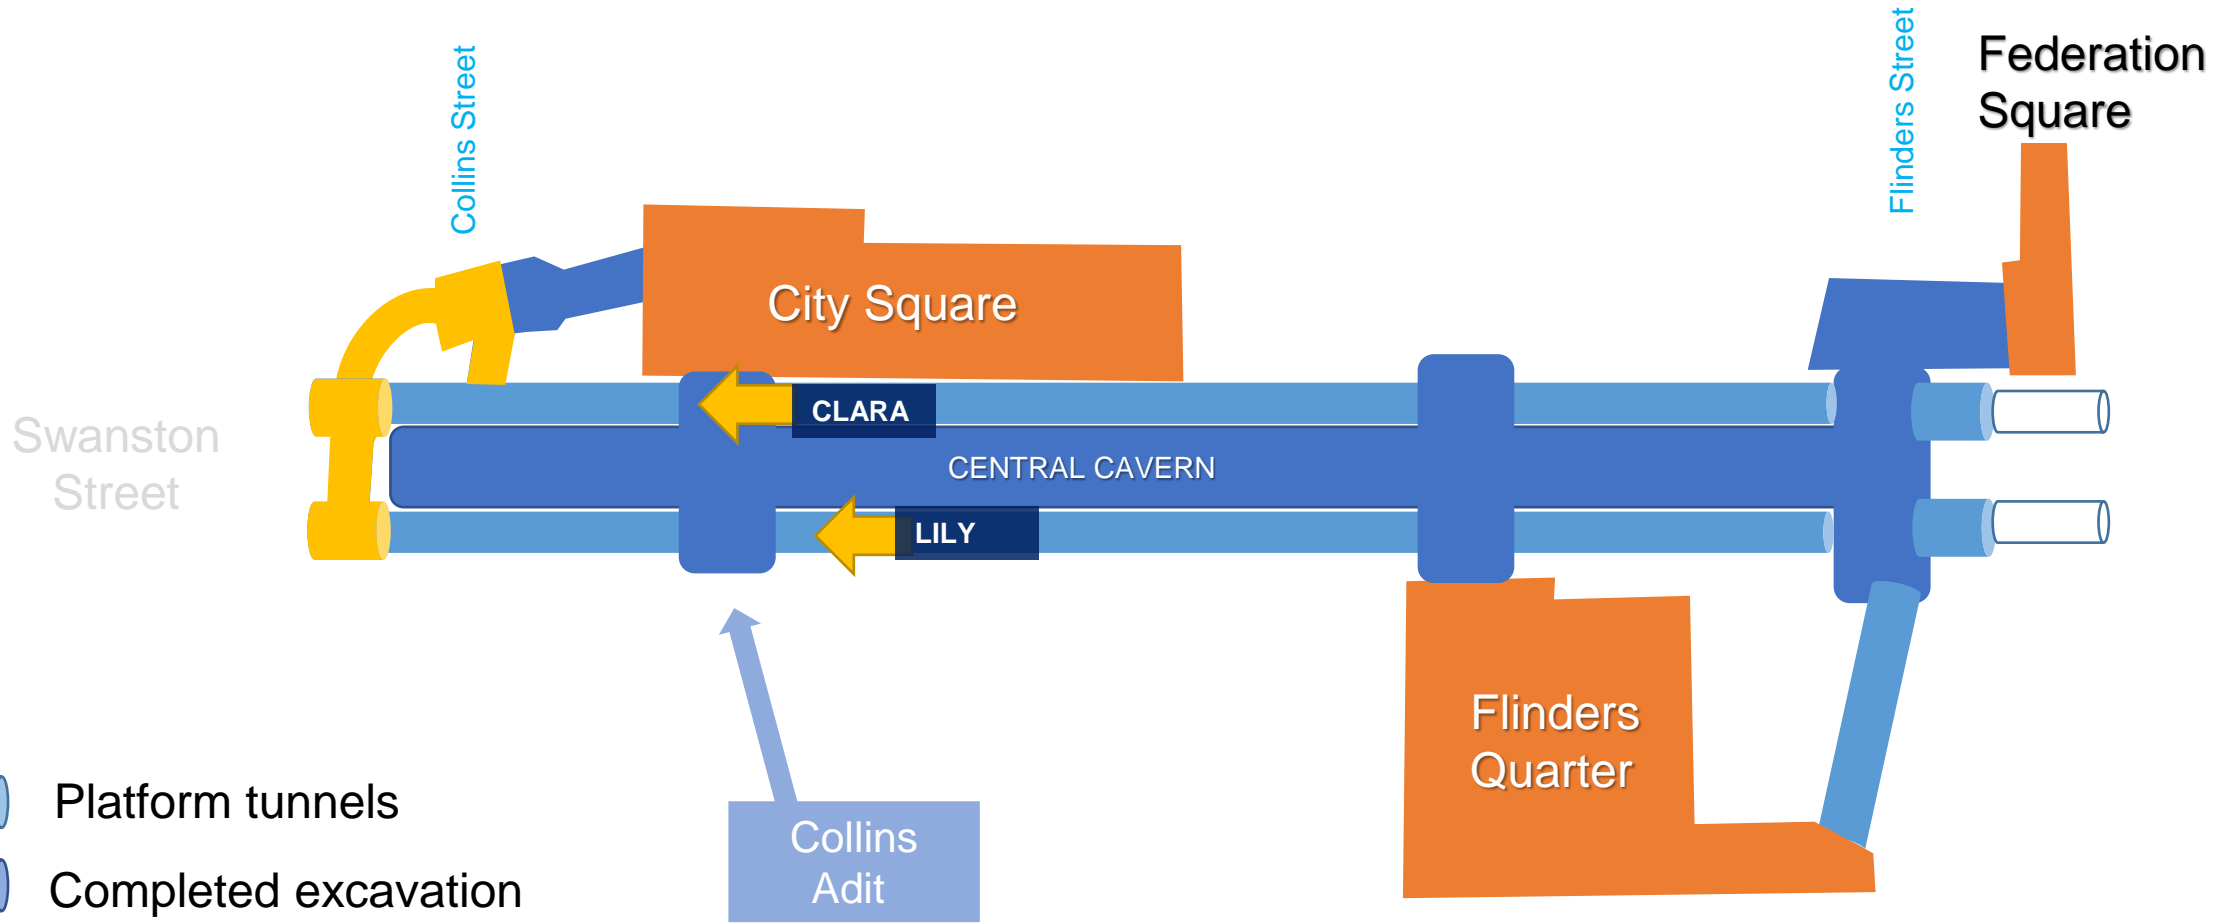 Collins Street
Flinders Street
Federation
Square
City Square
CLARA
Swanston
Street
CENTRAL CAVERN
LILY
Flinders
Quarter
Platform tunnels
Collins
Adit
Completed excavation